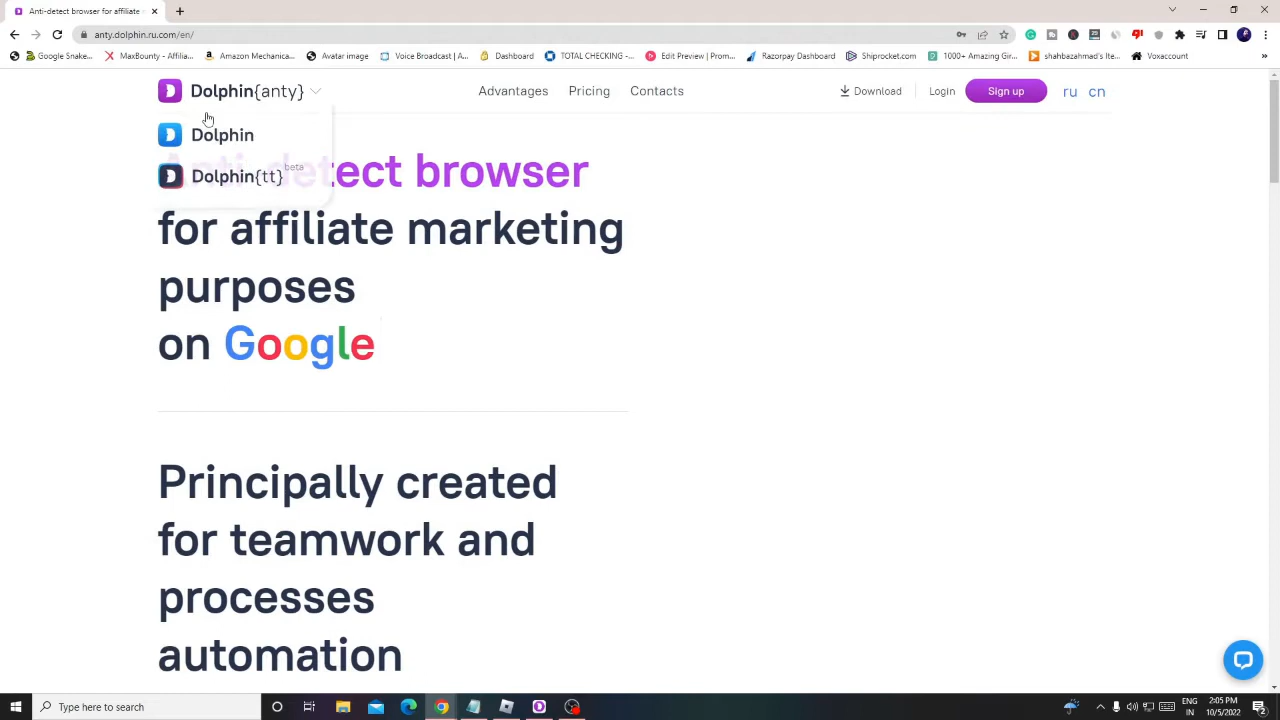 Anti-detect browser for affiliate
anty.dolphin.ru.com/en/
Google Snake...
MaxBounty - Affilia...
Amazon Mechanica...
Avatar image
Voice Broadcast(1)...
Dashboard
TOTAL CHECKING -...
Edit Preview | Prom...
Razorpay Dashboard
Shiprocket.com
1000+ Amazing Gir...
shahbazahmad's Ite...
Voxaccount
»
Dolphin{anty}
Advantages
Pricing
Contacts
Download
Login
Sign up
ru
cn
Dolphin
Dolphin{tt} beta
Anti-detect browser
for affiliate marketing
purposes
on Google
Principally created
for teamwork and
processes
automation
Type here to search
ENG
IN
2:05 PM
10/5/2022
2